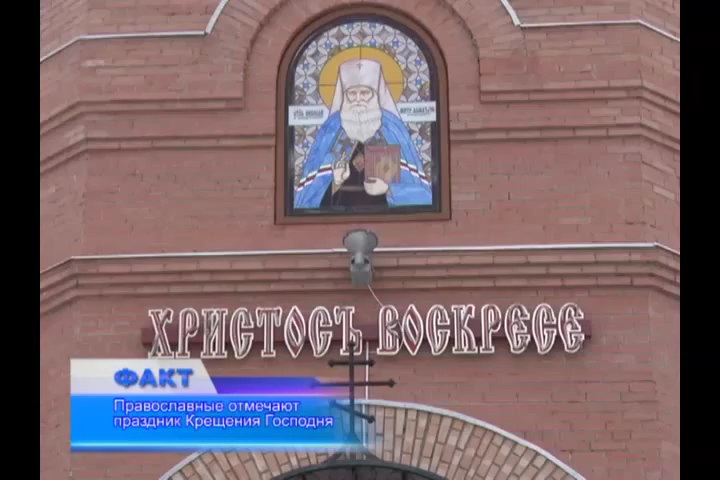 ХРИСТОСЪ ВОСКРЕСЕ
ФАКТ
Православные отмечают
праздник Крещения Господня